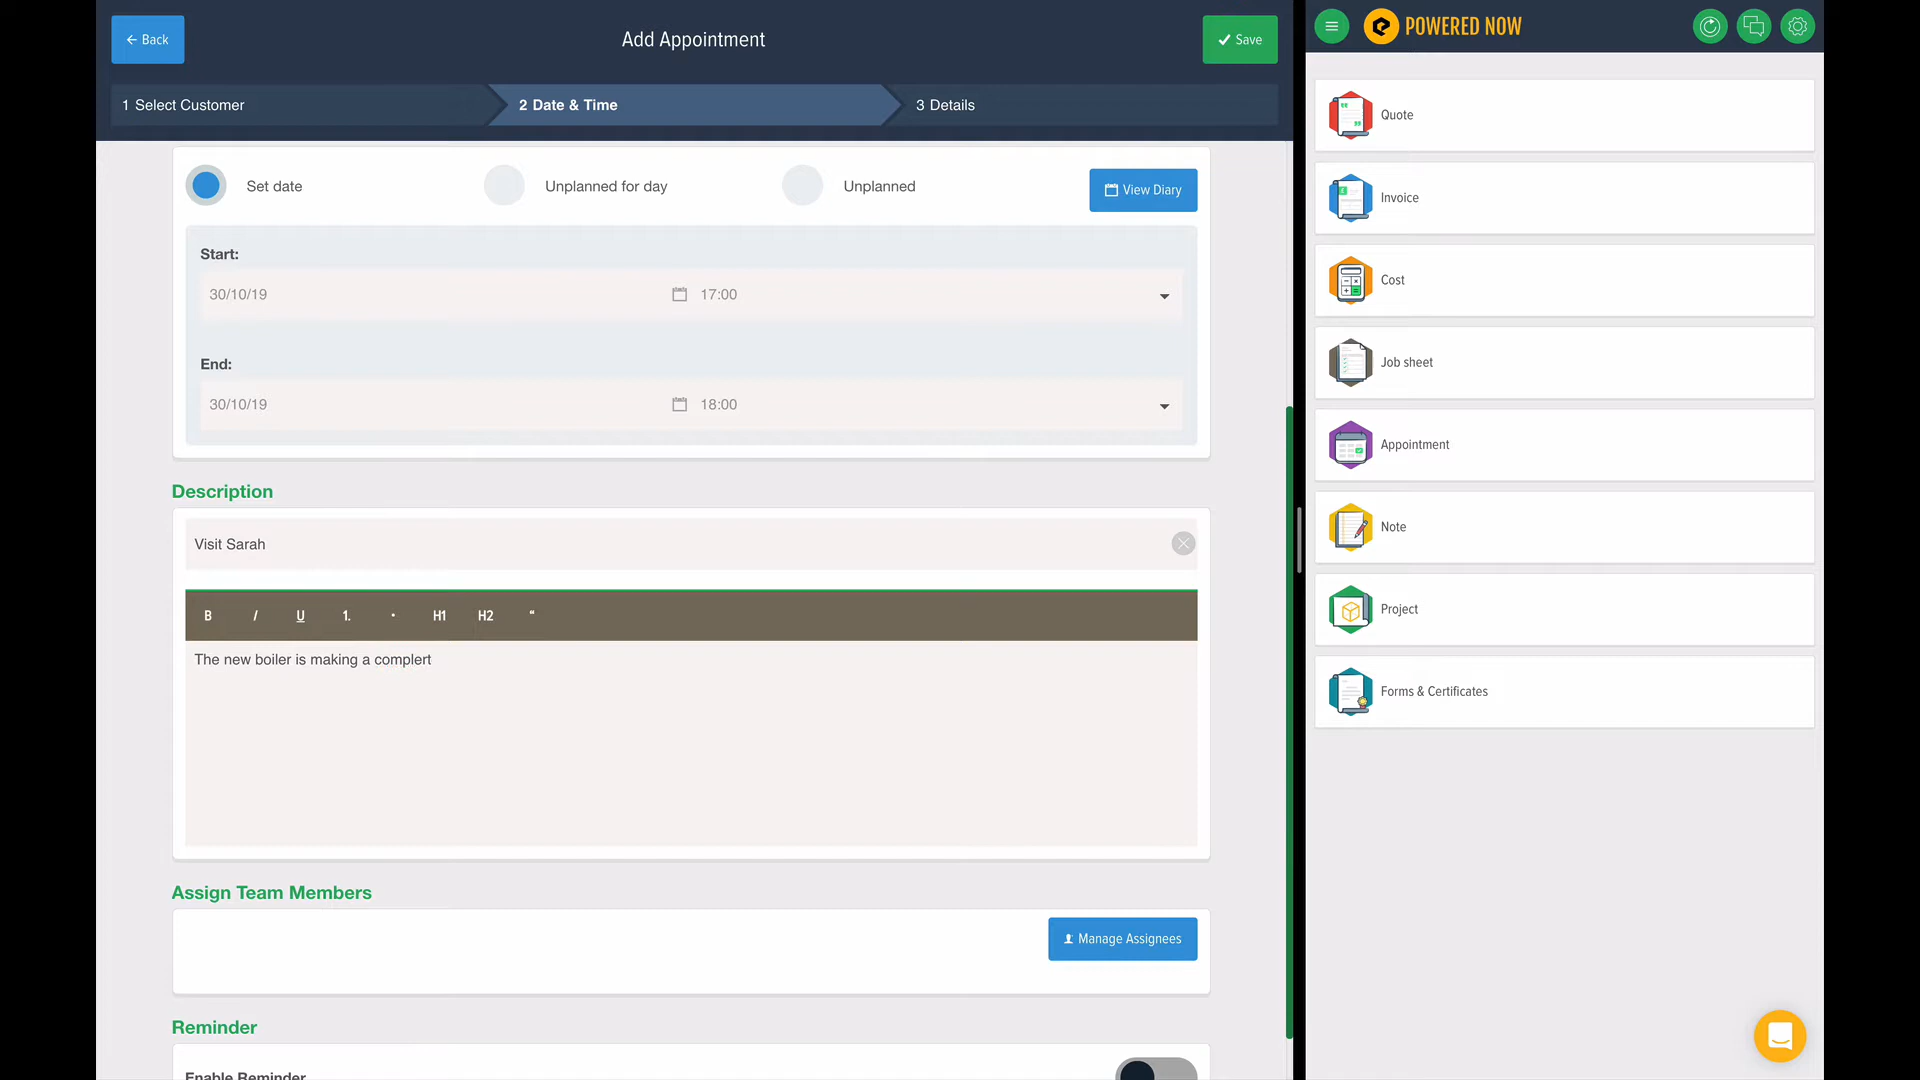 Back
Add Appointment
Save
1 Select Customer
2 Date & Time
3 Details
Set date
Unplanned for day
Unplanned
View Diary
Start:
30/10/19
17:00
End:
30/10/19
18:00
Description
Visit Sarah
B I U 1. • H1 H2 “
The new boiler is making a complert
Assign Team Members
Manage Assignees
Reminder
Enable Reminder
POWERED NOW
Quote
Invoice
Cost
Job sheet
Appointment
Note
Project
Forms & Certificates